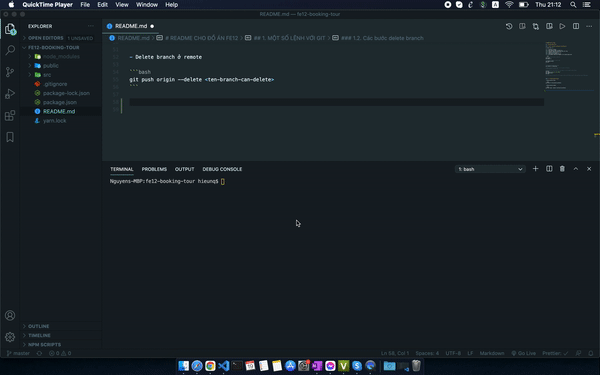 QuickTime Player File Edit View Window Help
Thu 21:12
README.md — fe12-booking-tour
EXPLORER
OPEN EDITORS 1 UNSAVED
FE12-BOOKING-TOUR
node_modules
public
src
.gitignore
package-lock.json
package.json
README.md
yarn.lock
OUTLINE
TIMELINE
NPM SCRIPTS
README.md
README.md > # README CHO ĐỒ ÁN FE12 > ## 1. MỘT SỐ LỆNH VỚI GIT > ### 1.2. Các bước delete branch
- Delete branch ở remote
```bash
git push origin --delete <ten-branch-can-delete>
```
TERMINAL PROBLEMS OUTPUT DEBUG CONSOLE
1: bash
Nguyens-MBP:fe12-booking-tour hieunq$
master
Ln 58, Col 1 Spaces: 4 UTF-8 LF Markdown Go Live Prettier: ✓